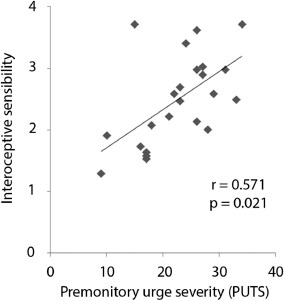 4
3
2
1
0
Interoceptive sensibility
r = 0.571
p = 0.021
0 10 20 30 40
Premonitory urge severity (PUTS)